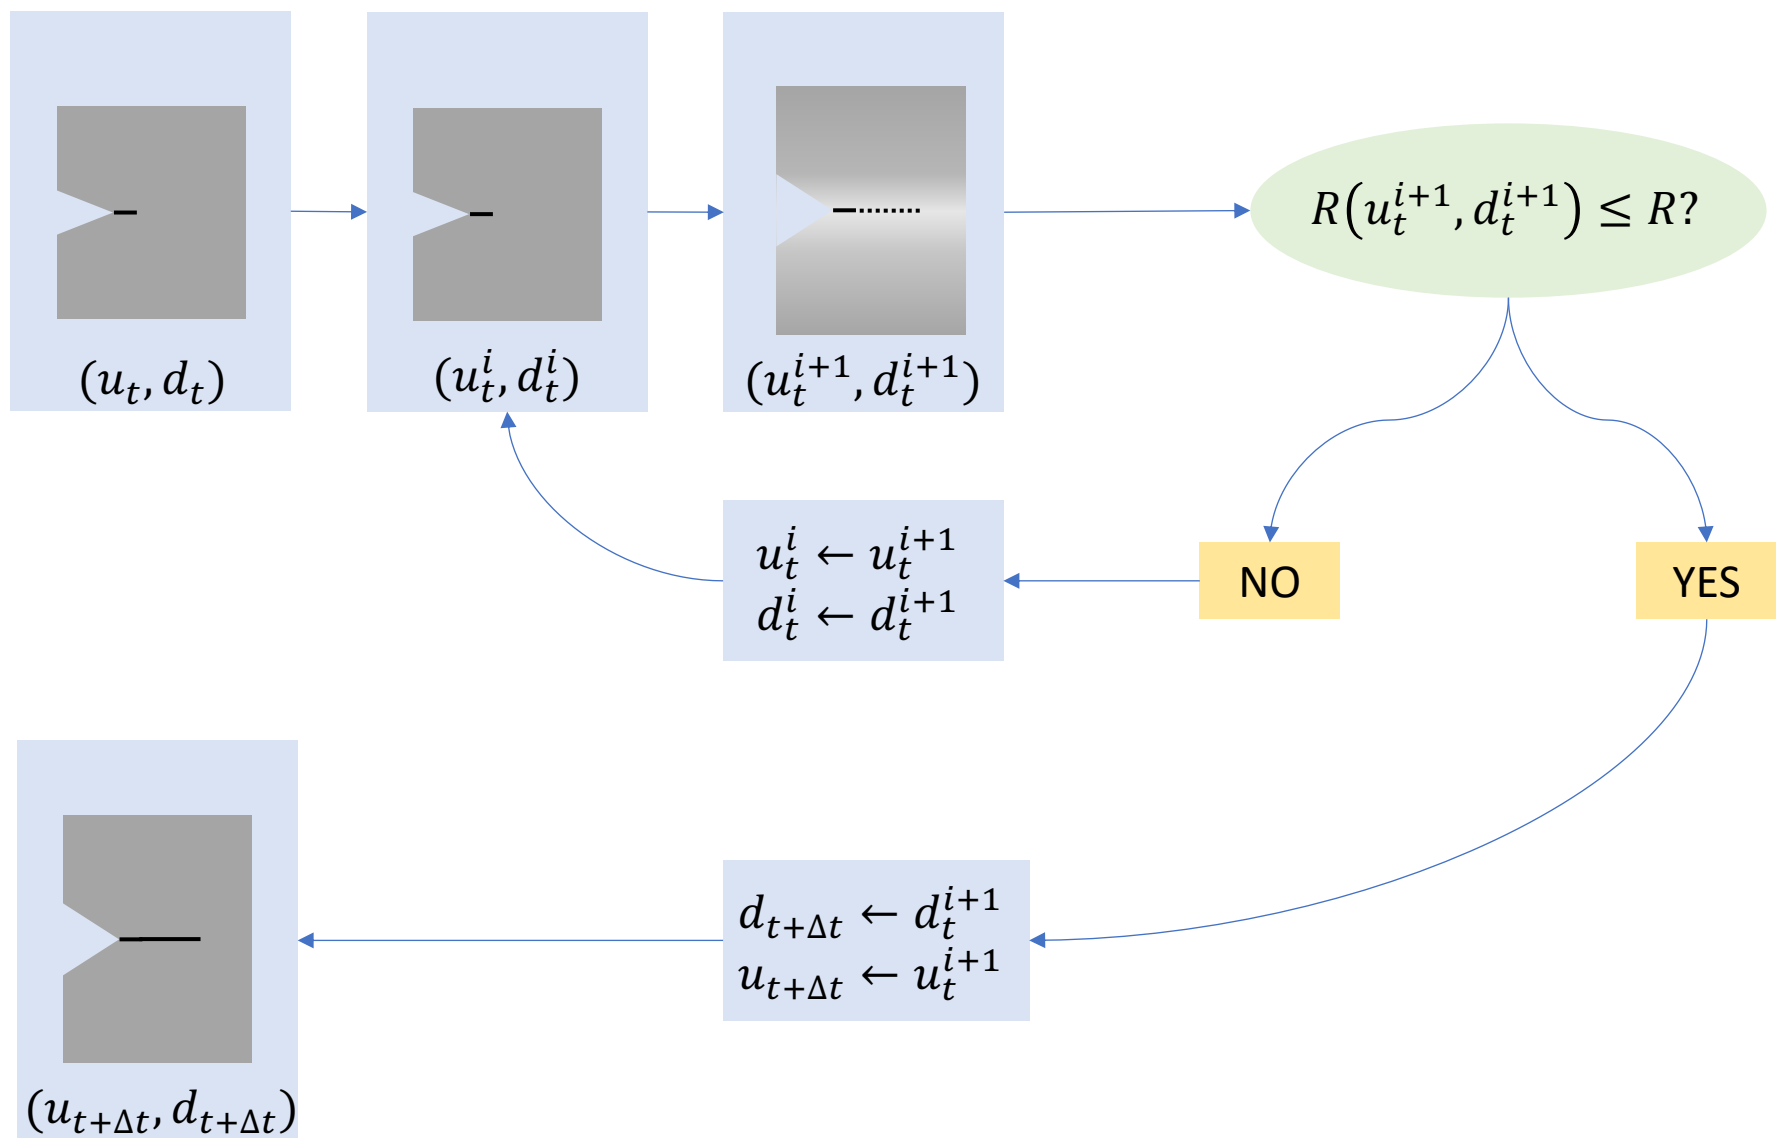 (u_t, d_t)
(u_t^i, d_t^i)
(u_t^{i+1}, d_t^{i+1})
R(u_t^{i+1}, d_t^{i+1}) ≤ R?
u_t^i ← u_t^{i+1}
d_t^i ← d_t^{i+1}
NO
YES
d_{t+Δt} ← d_t^{i+1}
u_{t+Δt} ← u_t^{i+1}
(u_{t+Δt}, d_{t+Δt})